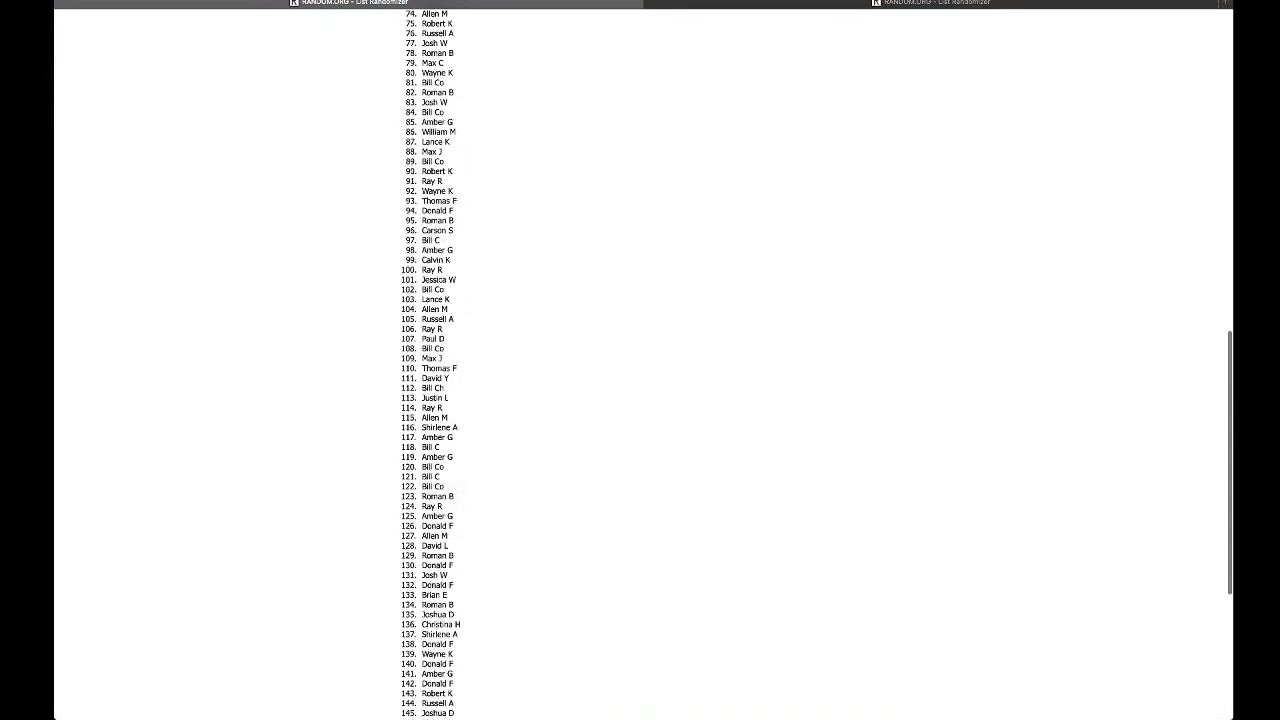 RANDOM.ORG - List Randomizer
RANDOM.ORG - List Randomizer
74. Allen M
75. Robert K
76. Russell A
77. Josh W
78. Roman B
79. Max C
80. Wayne K
81. Bill Co
82. Roman B
83. Josh W
84. Bill Co
85. Amber G
86. William M
87. Lance K
88. Max J
89. Bill Co
90. Robert K
91. Ray R
92. Wayne K
93. Thomas F
94. Donald F
95. Roman B
96. Carson S
97. Bill C
98. Amber G
99. Calvin K
100. Ray R
101. Jessica W
102. Bill Co
103. Lance K
104. Allen M
105. Russell A
106. Ray R
107. Paul D
108. Bill Co
109. Max J
110. Thomas F
111. David Y
112. Bill Ch
113. Justin L
114. Ray R
115. Allen M
116. Shirlene A
117. Amber G
118. Bill C
119. Amber G
120. Bill Co
121. Bill C
122. Bill Co
123. Roman B
124. Ray R
125. Amber G
126. Donald F
127. Allen M
128. David L
129. Roman B
130. Donald F
131. Josh W
132. Donald F
133. Brian E
134. Roman B
135. Joshua D
136. Christina H
137. Shirlene A
138. Donald F
139. Wayne K
140. Donald F
141. Amber G
142. Donald F
143. Robert K
144. Russell A
145. Joshua D